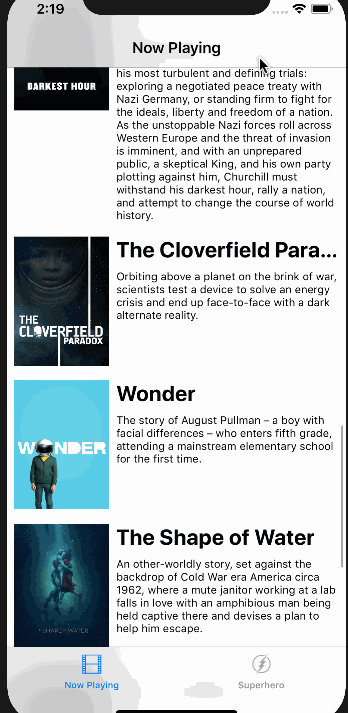 2:19
Now Playing
DARKEST HOUR
his most turbulent and defining trials:
exploring a negotiated peace treaty with
Nazi Germany, or standing firm to fight for
the ideals, liberty and freedom of a nation.
As the unstoppable Nazi forces roll across
Western Europe and the threat of invasion
is imminent, and with an unprepared
public, a skeptical King, and his own party
plotting against him, Churchill must
withstand his darkest hour, rally a nation,
and attempt to change the course of world
history.
THE
CLOVERFIELD
PARADOX
The Cloverfield Para...
Orbiting above a planet on the brink of war,
scientists test a device to solve an energy
crisis and end up face-to-face with a dark
alternate reality.
WONDER
Wonder
The story of August Pullman – a boy with
facial differences – who enters fifth grade,
attending a mainstream elementary school
for the first time.
THE SHAPE OF WATER
The Shape of Water
An other-worldly story, set against the
backdrop of Cold War era America circa
1962, where a mute janitor working at a lab
falls in love with an amphibious man being
held captive there and devises a plan to
help him escape.
Now Playing
Superhero